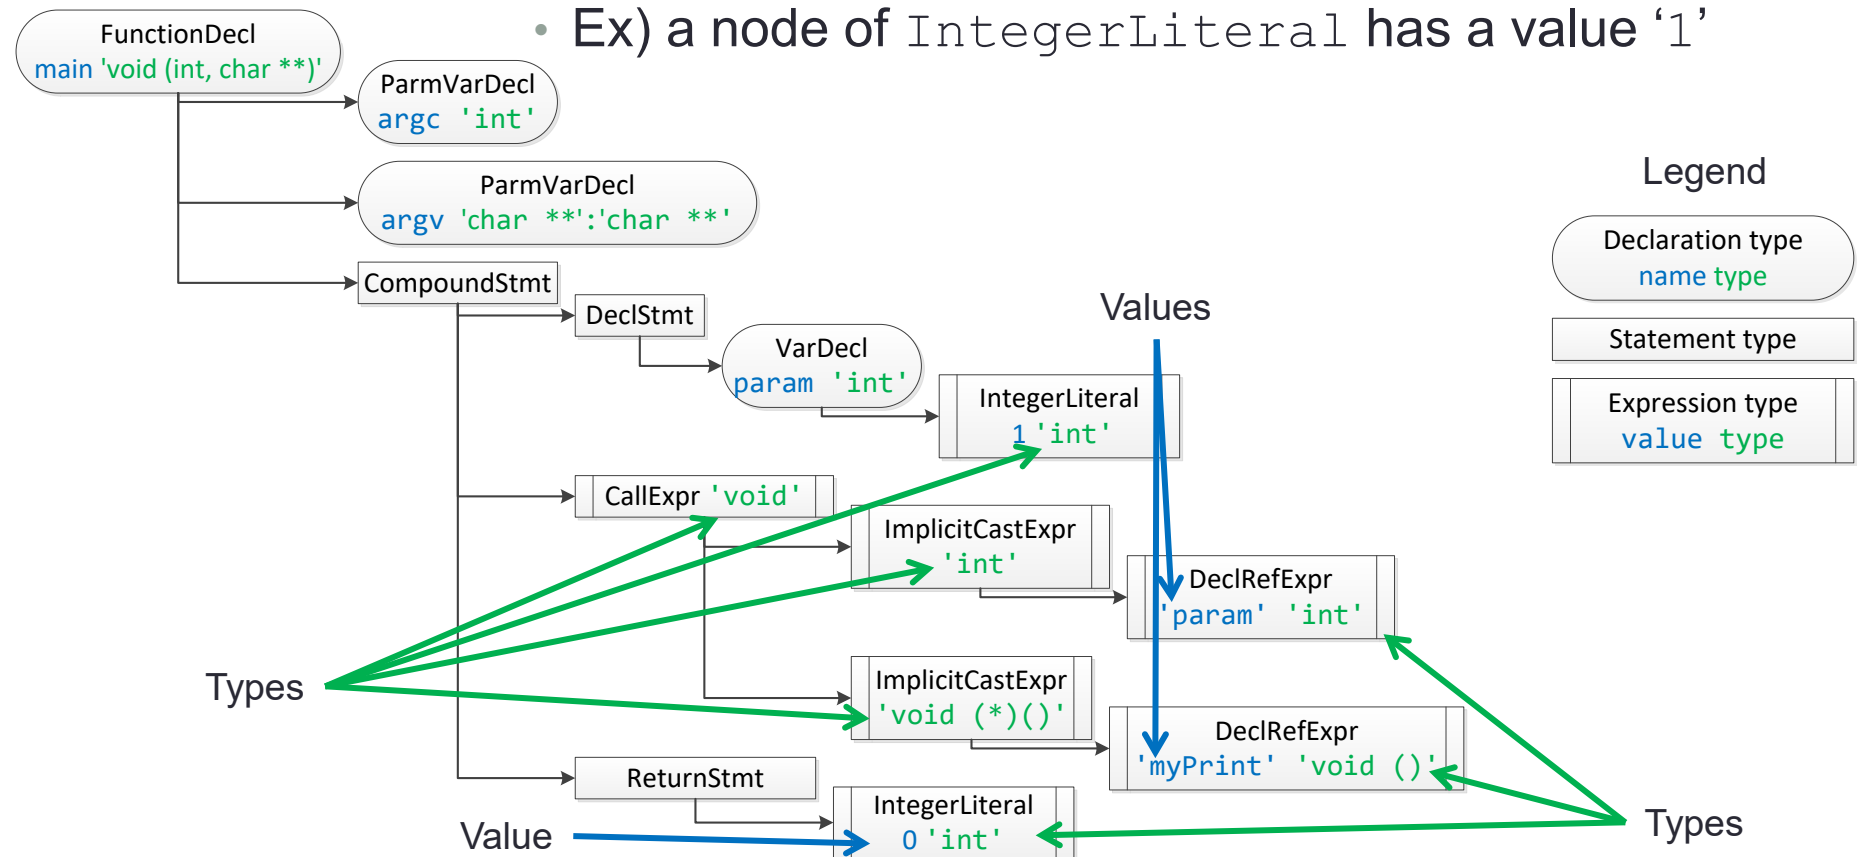 • Ex) a node of IntegerLiteral has a value ‘1’
FunctionDecl
main 'void (int, char **)'
ParmVarDecl
argc 'int'
ParmVarDecl
argv 'char **':'char **'
CompoundStmt
DeclStmt
VarDecl
param 'int'
IntegerLiteral
1 'int'
CallExpr 'void'
ImplicitCastExpr
'int'
DeclRefExpr
'param' 'int'
ImplicitCastExpr
'void (*)()'
DeclRefExpr
'myPrint' 'void ()'
ReturnStmt
IntegerLiteral
0 'int'
Values
Types
Value
Types
Legend
Declaration type
name type
Statement type
Expression type
value type